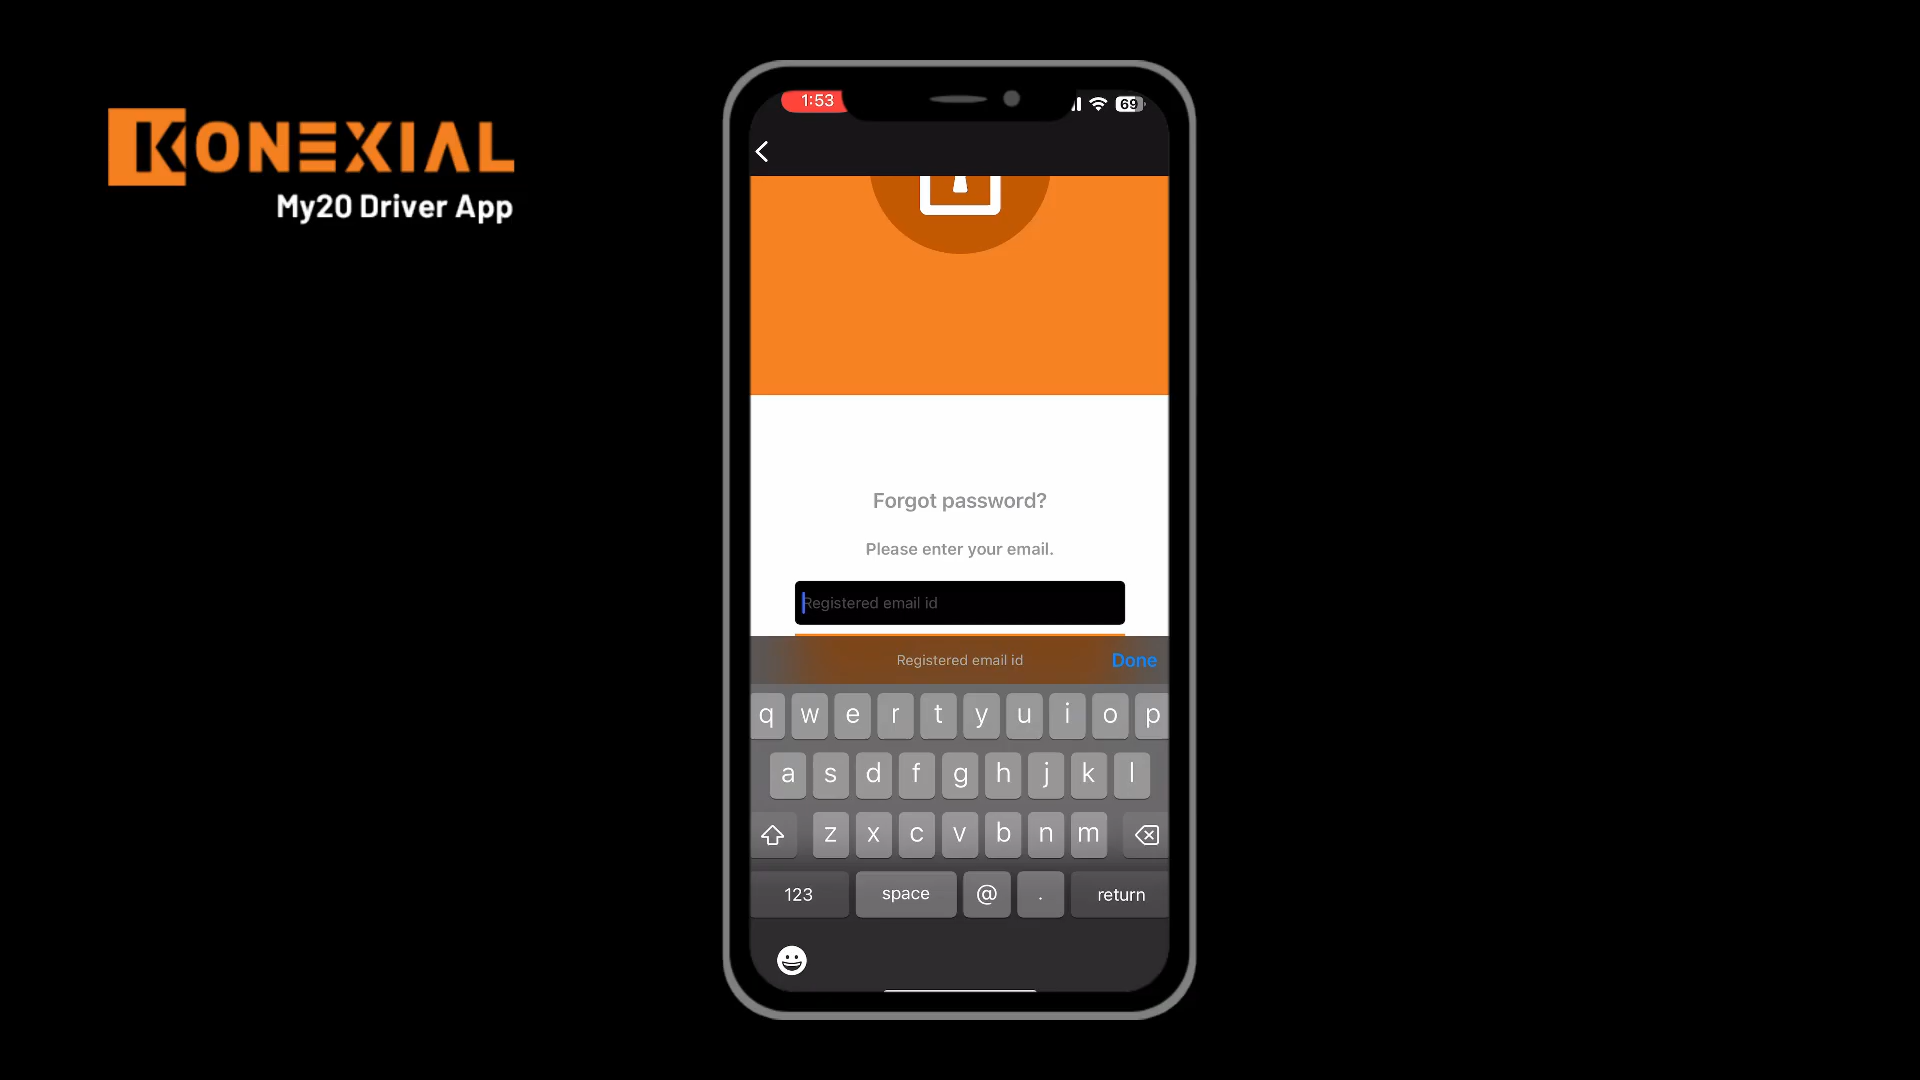 KONEXIAL
My20 Driver App
1:53
69
Forgot password?
Please enter your email.
Registered email id
Registered email id
Done
q w e r t y u i o p
a s d f g h j k l
z x c v b n m
123 space @ . return